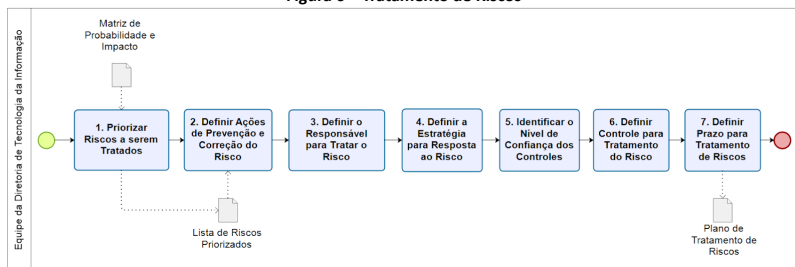 Matriz de
Probabilidade e
Impacto
Equipe da Diretoria de Tecnologia da Informação
1. Priorizar
Riscos a serem
Tratados
2. Definir Ações
de Prevenção e
Correção do
Risco
3. Definir o
Responsável
para Tratar o
Risco
4. Definir a
Estratégia
para Resposta
ao Risco
5. Identificar o
Nível de
Confiança dos
Controles
6. Definir
Controle para
Tratamento
do Risco
7. Definir
Prazo para
Tratamento
de Riscos
Lista de Riscos
Priorizados
Plano de
Tratamento de
Riscos